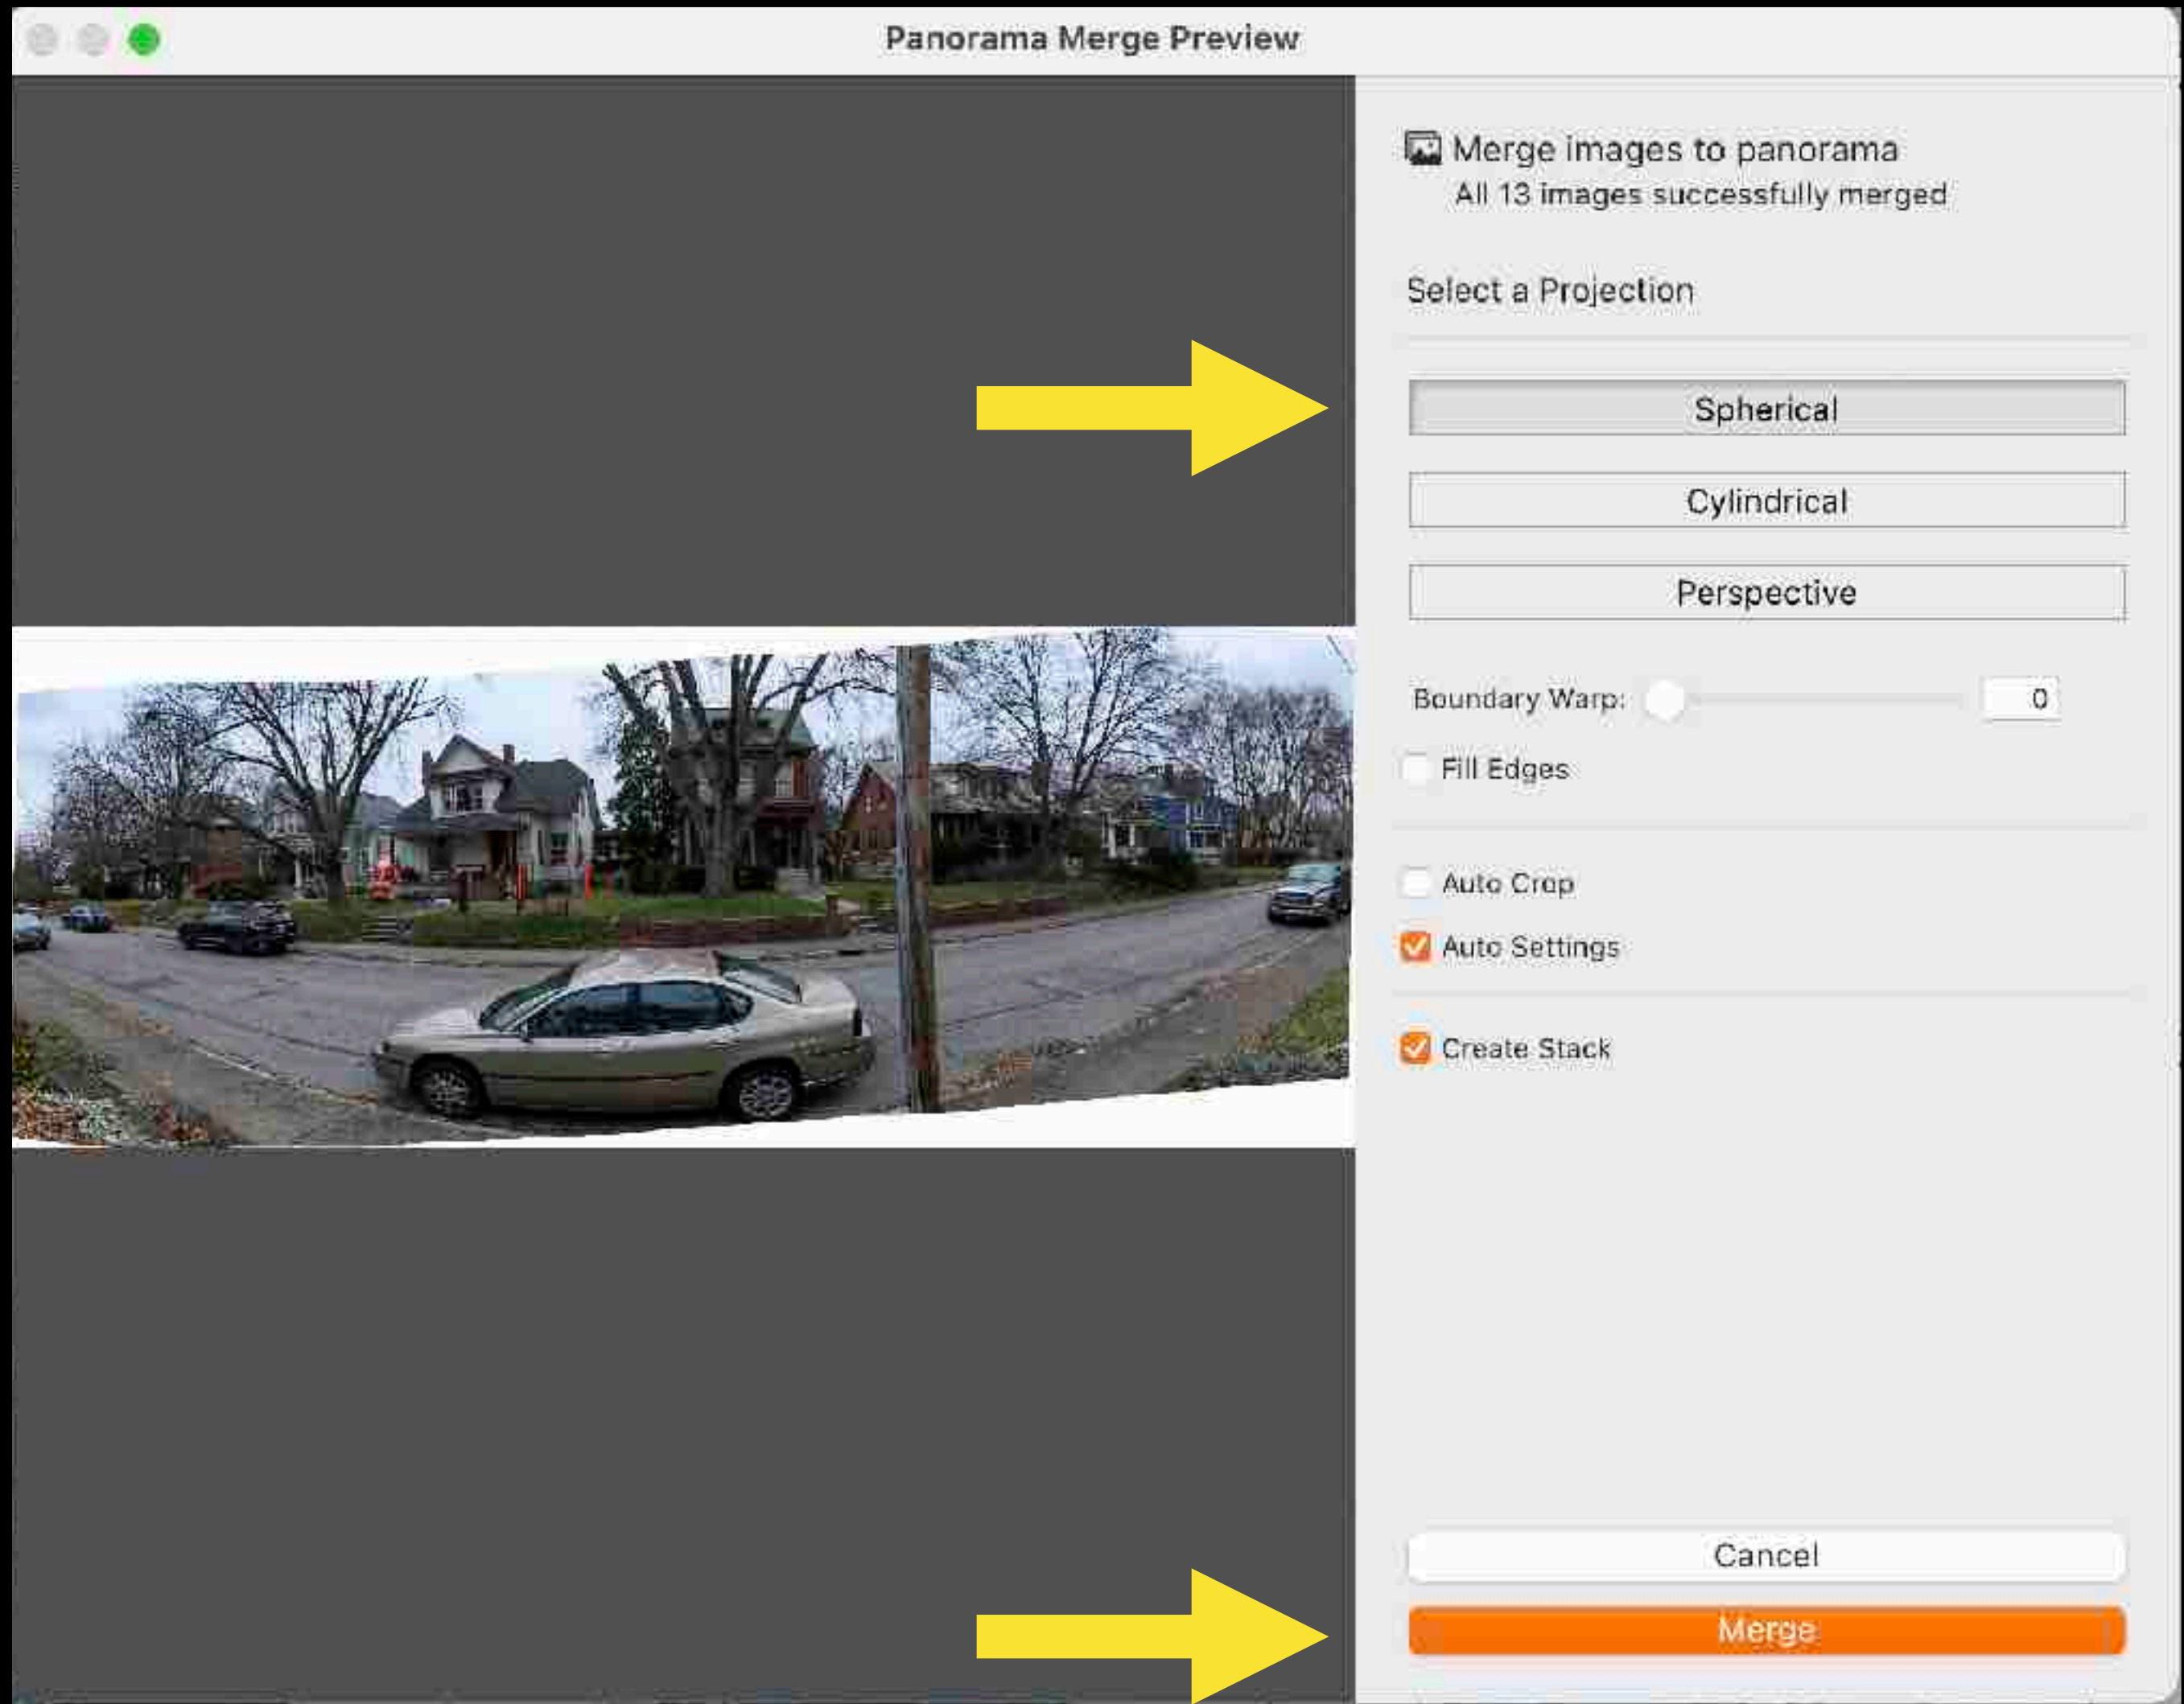 Panorama Merge Preview
Merge images to panorama
All 13 images successfully merged
Select a Projection
Spherical
Cylindrical
Perspective
Boundary Warp: 0
Fill Edges
Auto Crop
Auto Settings
Create Stack
Cancel
Merge